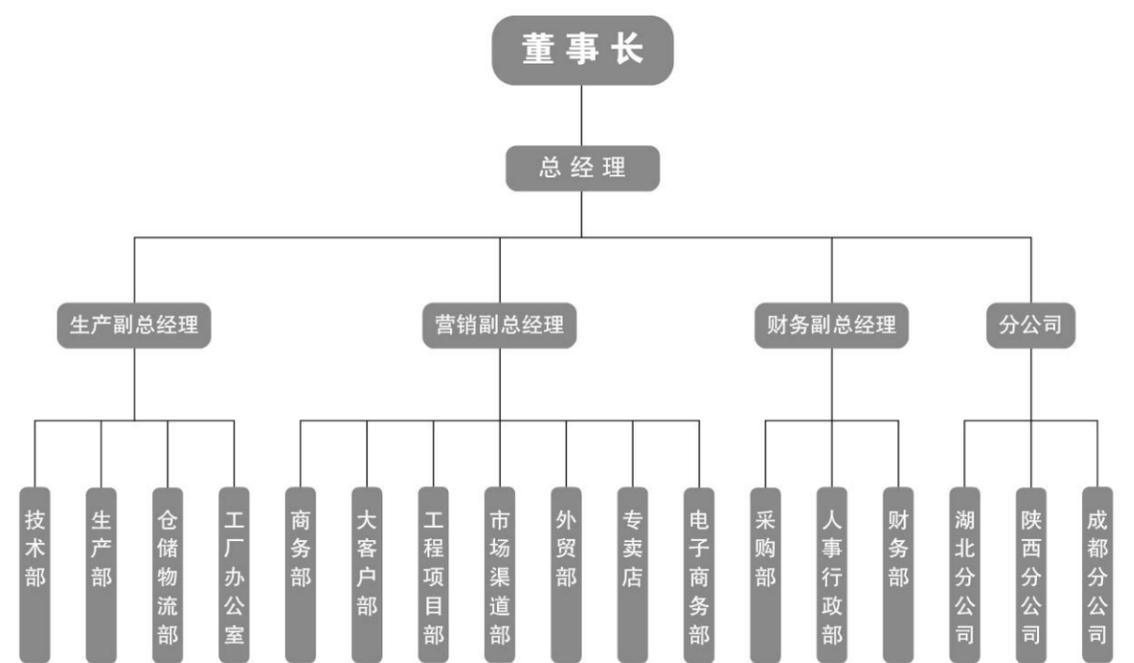 董事长
总经理
生产副总经理
营销副总经理
财务副总经理
分公司
技术部
生产部
仓储物流部
工厂办公室
商务部
大客户部
工程项目部
市场渠道部
外贸部
专卖店
电子商务部
采购部
人事行政部
财务部
湖北分公司
陕西分公司
成都分公司